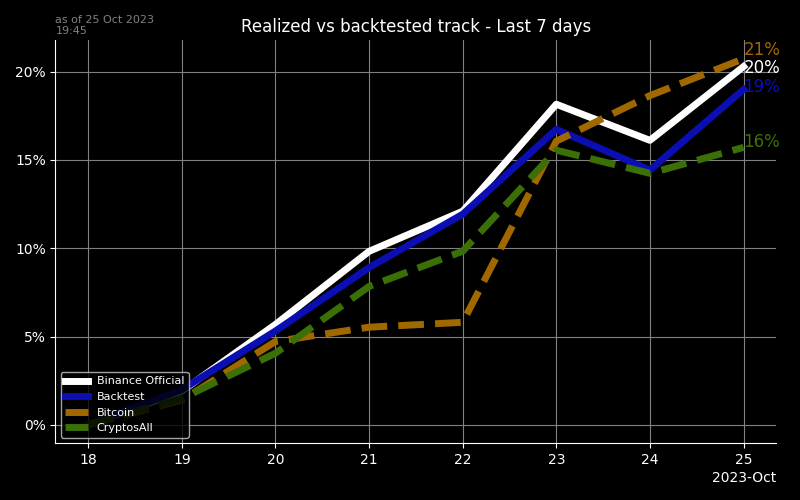 as of 25 Oct 2023
19:45
Realized vs backtested track - Last 7 days
21%
20%
19%
16%
20%
15%
10%
5%
0%
Binance Official
Backtest
Bitcoin
CryptosAll
18 19 20 21 22 23 24 25
2023-Oct